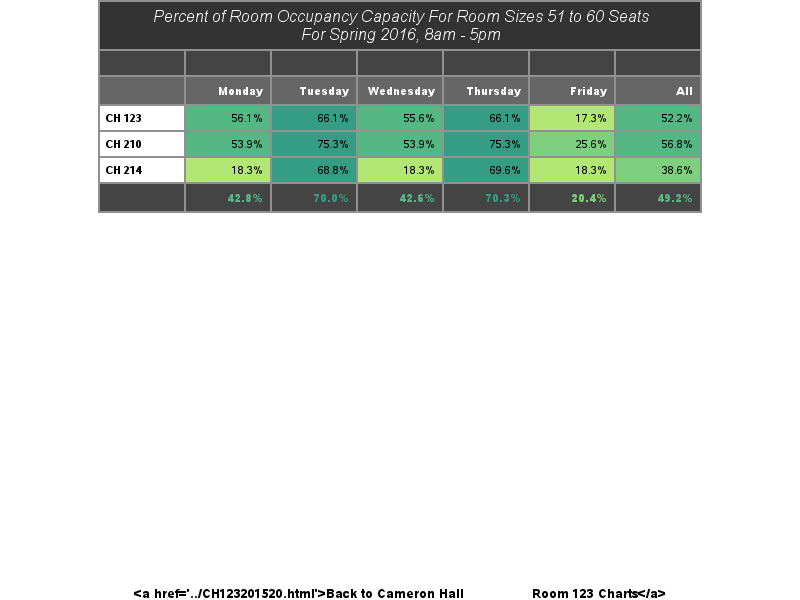 Percent of Room Occupancy Capacity For Room Sizes 51 to 60 Seats
For Spring 2016, 8am - 5pm
Monday Tuesday Wednesday Thursday Friday All
CH 123 56.1% 66.1% 55.6% 66.1% 17.3% 52.2%
CH 210 53.9% 75.3% 53.9% 75.3% 25.6% 56.8%
CH 214 18.3% 68.8% 18.3% 69.6% 18.3% 38.6%
42.8% 70.0% 42.6% 70.3% 20.4% 49.2%
<a href='../CH123201520.html'>Back to Cameron Hall Room 123 Charts</a>